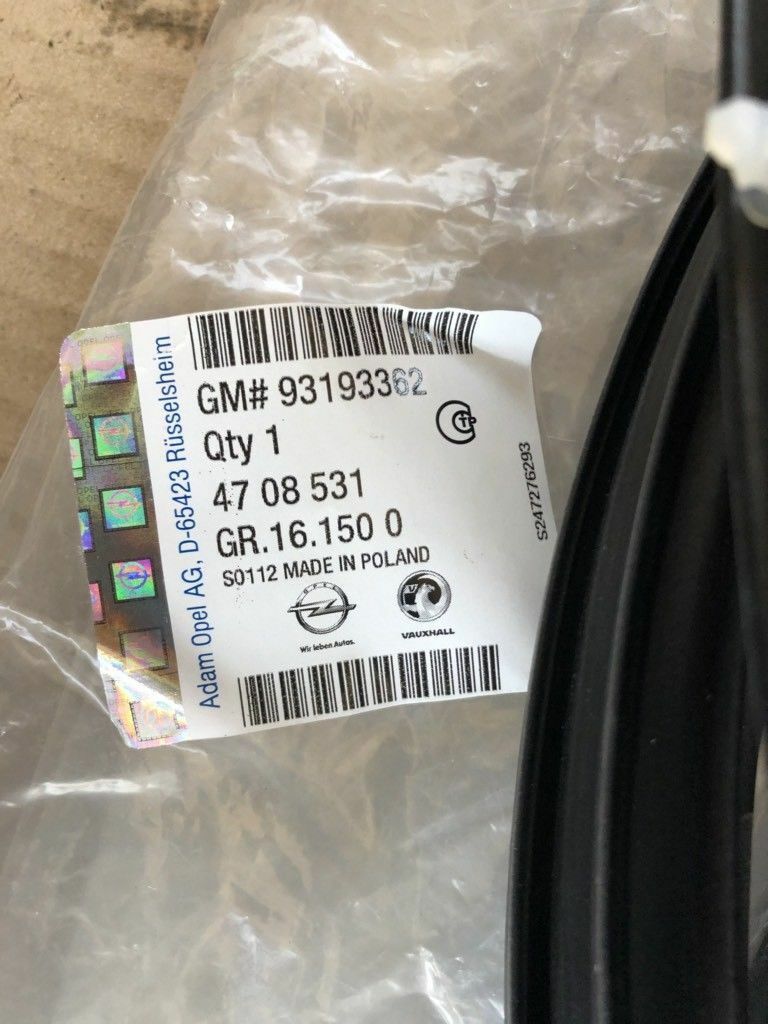 Adam Opel AG, D-65423 Rüsselsheim
GM# 93193362
Qty 1
47 08 531
GR.16.150 0
S0112 MADE IN POLAND
S247276293
OPEL
Wir leben Autos.
VAUXHALL